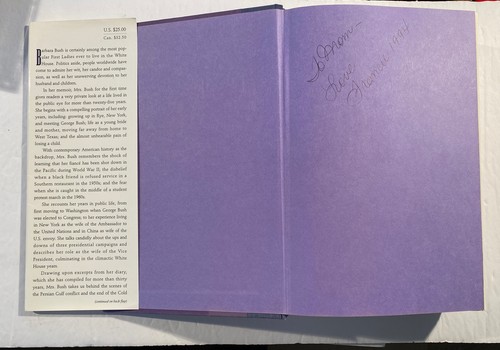 U.S. $25.00
Can. $32.50
Barbara Bush is certainly among the most pop-
ular First Ladies ever to live in the White
House. Politics aside, people worldwide have
come to admire her wit, her candor and compas-
sion, as well as her unswerving devotion to her
husband and children.
In her memoir, Mrs. Bush for the first time
gives readers a very private look at a life lived in
the public eye for more than twenty-five years.
She begins with a compelling portrait of her early
years, including: growing up in Rye, New York,
and meeting George Bush; life as a young bride
and mother, moving far away from home to
West Texas; and the almost unbearable pain of
losing a child.
With contemporary American history as the
backdrop, Mrs. Bush remembers the shock of
learning that her fiancé has been shot down in
the Pacific during World War II, the disbelief
when a black friend is refused service in a
Southern restaurant in the 1950s, and the fear
when she is caught in the middle of a student
protest march in the 1960s.
She recounts her years in public life, from
first moving to Washington when George Bush
was elected to Congress, to her experience living
in New York as the wife of the Ambassador to
the United Nations and in China as wife of the
U.S. envoy. She talks candidly about the ups and
downs of three presidential campaigns and
describes her role as the wife of the Vice
President, culminating in the climactic White
House years.
Drawing upon excerpts from her diary,
which she has compiled for more than thirty
years, Mrs. Bush takes us behind the scenes of
the Persian Gulf conflict and the end of the Cold
(continued on back flap)
To Mom -
Love
1994